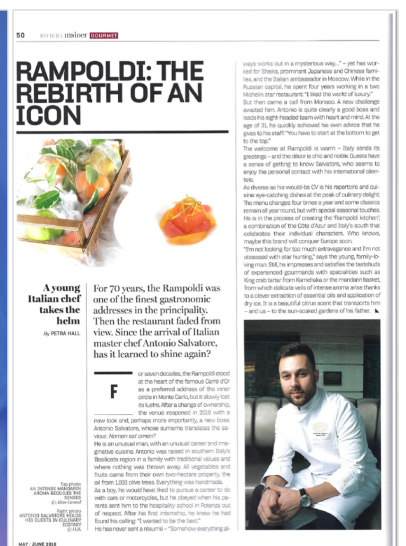 50 RIVIERA insider GOURMET
RAMPOLDI: THE
REBIRTH OF AN
ICON
A young
Italian chef
takes the
helm
By PETRA HALL
For 70 years, the Rampoldi was
one of the finest gastronomic
addresses in the principality.
Then the restaurant faded from
view. Since the arrival of Italian
master chef Antonio Salvatore,
has it learned to shine again?
F
or seven decades, the Rampoldi stood
at the heart of the famous Carré d'Or
as a preferred address of the inner
circle in Monte Carlo, but it slowly lost
its lustre. After a change of ownership,
the venue reopened in 2016 with a
new look and, perhaps more importantly, a new boss:
Antonio Salvatore, whose surname translates the sa-
viour. Nomen est omen?
He is an unusual man, with an unusual career and ima-
ginative cuisine. Antonio was raised in southern Italy's
Basilicata region in a family with traditional values and
where nothing was thrown away. All vegetables and
fruits came from their own two-hectare property, the
oil from 1,000 olive trees. Everything was handmade.
As a boy, he would have liked to pursue a career to do
with cars or motorcycles, but he obeyed when his pa-
rents sent him to the hospitality school in Potenza out
of respect. After his first internship, he knew he had
found his calling: "I wanted to be the best."
He has never sent a résumé – "Somehow everything al-
ways works out in a mysterious way..." – yet has wor-
ked for Sheiks, prominent Japanese and Chinese fami-
lies, and the Italian ambassador in Moscow. While in the
Russian capital, he spent four years working in a two
Michelin star restaurant: "I liked the world of luxury."
But then came a call from Monaco. A new challenge
awaited him. Antonio is quite clearly a good boss and
leads his eight-headed team with heart and mind. At the
age of 31, he quickly achieved his own advice that he
gives to his staff: "You have to start at the bottom to get
to the top."
The welcome at Rampoldi is warm – Italy sends its
greetings – and the décor is chic and noble. Guests have
a sense of getting to know Salvatore, who seems to
enjoy the personal contact with his international clien-
tele.
As diverse as his would-be CV is his repertoire and cui-
sine: eye-catching dishes at the peak of culinary delight.
The menu changes four times a year and some classics
remain all year round, but with special seasonal touches.
He is in the process of creating the 'Rampoldi kitchen',
a combination of the Côte d'Azur and Italy's south that
celebrates their individual characters. Who knows,
maybe this brand will conquer Europe soon.
"I'm not looking for too much extravagance and I'm not
obsessed with star hunting," says the young, family-lo-
ving man. Still, he impresses and satisfies the tastebuds
of experienced gourmands with specialities such as
King crab tartar from Kamchaka or the mandarin basket,
from which delicate veils of intense aroma arise thanks
to a clever extraction of essential oils and application of
dry ice. It is a beautiful citrus scent that transports him
– and us – to the sun-soaked gardens of his father.
Top photo
AN INTENSE MANDARIN
AROMA BEGUILES THE
SENSES
Right photo
ANTONIO SALVATORE HOLDS
HIS GUESTS IN CULINARY
ECSTASY
MAY / JUNE 2018